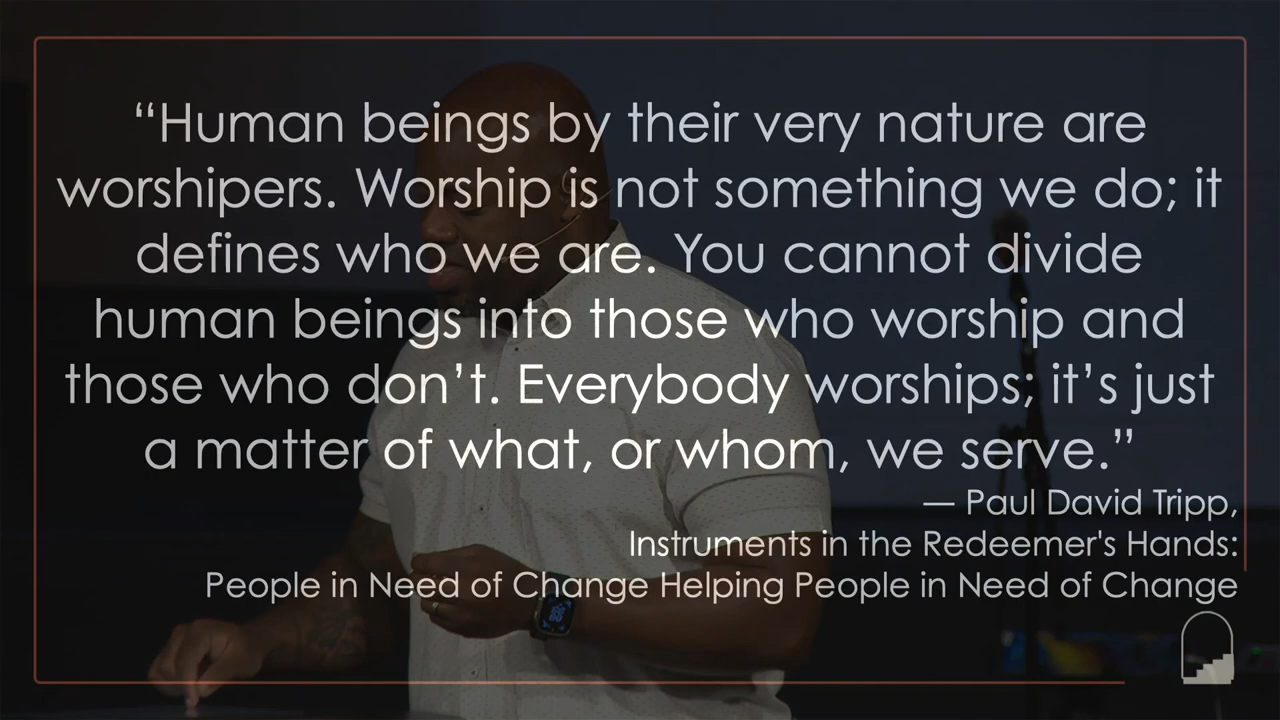 “Human beings by their very nature are
worshipers. Worship is not something we do; it
defines who we are. You cannot divide
human beings into those who worship and
those who don’t. Everybody worships; it’s just
a matter of what, or whom, we serve.”
— Paul David Tripp,
Instruments in the Redeemer's Hands:
People in Need of Change Helping People in Need of Change